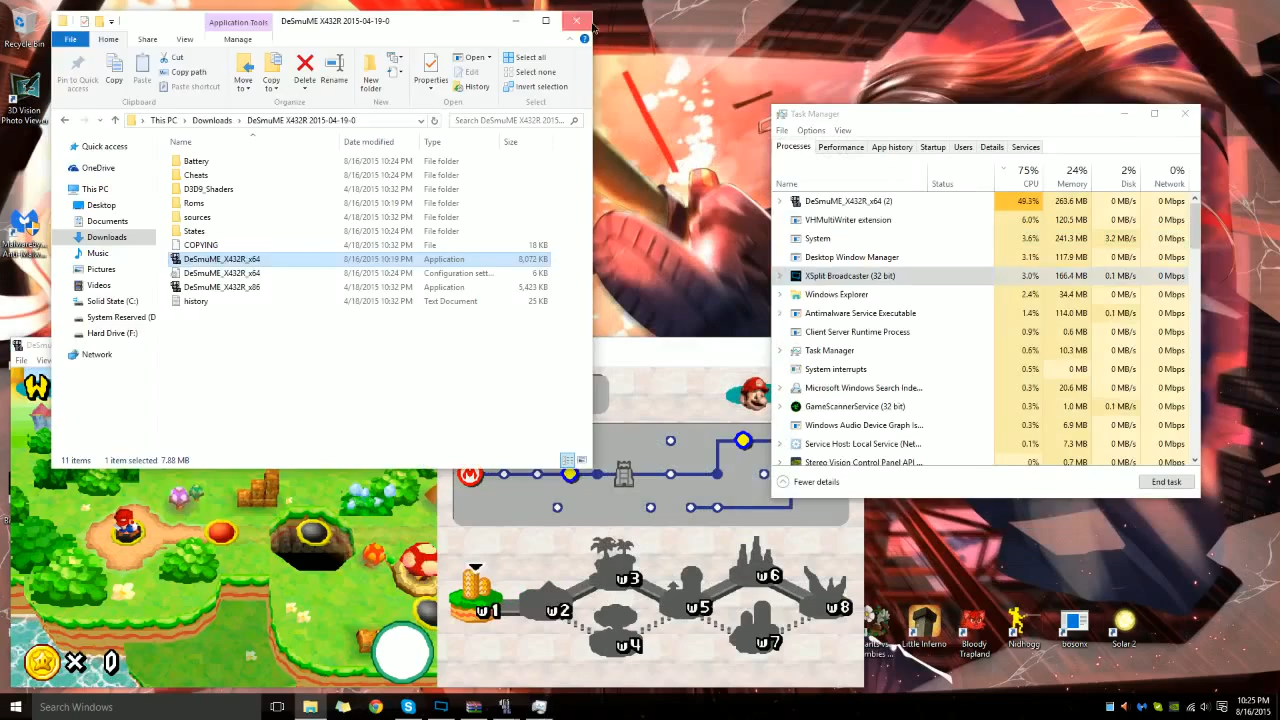 Recycle Bin
3D Vision
Photo Viewer
Malwareby...
Anti-Malw...
Application Tools
DeSmuME X432R 2015-04-19-0
File
Home
Share
View
Manage
Pin to Quick
access
Copy
Paste
Cut
Copy path
Paste shortcut
Clipboard
Move
to
Copy
to
Delete
Rename
Organize
New
folder
New
Properties
Open
Edit
History
Open
Select all
Select none
Invert selection
Select
This PC
Downloads
DeSmuME X432R 2015-04-19-0
Search DeSmuME X432R 2015...
Name
Date modified
Type
Size
Quick access
OneDrive
This PC
Desktop
Documents
Downloads
Music
Pictures
Videos
Solid State (C:)
System Reserved (D
Hard Drive (F:)
Network
Battery 8/16/2015 10:24 PM File folder
Cheats 8/16/2015 10:24 PM File folder
D3D9_Shaders 4/18/2015 10:32 PM File folder
Roms 8/16/2015 10:19 PM File folder
sources 4/18/2015 10:32 PM File folder
States 8/16/2015 10:24 PM File folder
COPYING 4/18/2015 10:32 PM File 18 KB
DeSmuME_X432R_x64 8/16/2015 10:19 PM Application 8,072 KB
DeSmuME_X432R_x64 8/16/2015 10:24 PM Configuration sett... 6 KB
DeSmuME_X432R_x86 4/18/2015 10:32 PM Application 5,423 KB
history 4/18/2015 10:32 PM Text Document 25 KB
11 items 1 item selected 7.88 MB
DeSmu
File View
W
M
w1
w2
w3
w4
w5
w6
w7
w8
× 0
Task Manager
File Options View
Processes Performance App history Startup Users Details Services
75% 24% 2% 0%
Name Status CPU Memory Disk Network
DeSmuME_X432R_x64 (2) 49.3% 263.6 MB 0 MB/s 0 Mbps
VHMultiWriter extension 6.0% 120.5 MB 0 MB/s 0 Mbps
System 3.6% 241.3 MB 3.2 MB/s 0 Mbps
Desktop Window Manager 3.1% 117.9 MB 0 MB/s 0 Mbps
XSplit Broadcaster (32 bit) 3.0% 166.4 MB 0.1 MB/s 0 Mbps
Windows Explorer 2.4% 34.4 MB 0 MB/s 0 Mbps
Antimalware Service Executable 1.4% 114.0 MB 0.1 MB/s 0 Mbps
Client Server Runtime Process 0.9% 0.6 MB 0 MB/s 0 Mbps
Task Manager 0.6% 10.3 MB 0 MB/s 0 Mbps
System interrupts 0.5% 0 MB 0 MB/s 0 Mbps
Microsoft Windows Search Inde... 0.3% 20.6 MB 0 MB/s 0 Mbps
GameScannerService (32 bit) 0.3% 1.0 MB 0.1 MB/s 0 Mbps
Windows Audio Device Graph Is... 0.3% 6.9 MB 0 MB/s 0 Mbps
Service Host: Local Service (Net... 0.1% 7.3 MB 0 MB/s 0 Mbps
Stereo Vision Control Panel API ... 0% 0.7 MB 0 MB/s 0 Mbps
Fewer details
End task
ants vs
mbies ...
Little Inferno
Bloody
Trapland
Nidhogg
Bosonx
Solar 2
Search Windows
10:25 PM
8/16/2015